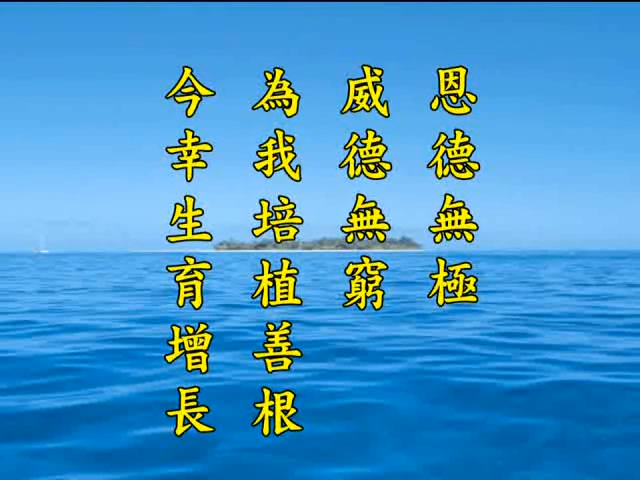 恩德無極
威德無窮
為我培植善根
今幸生育增長